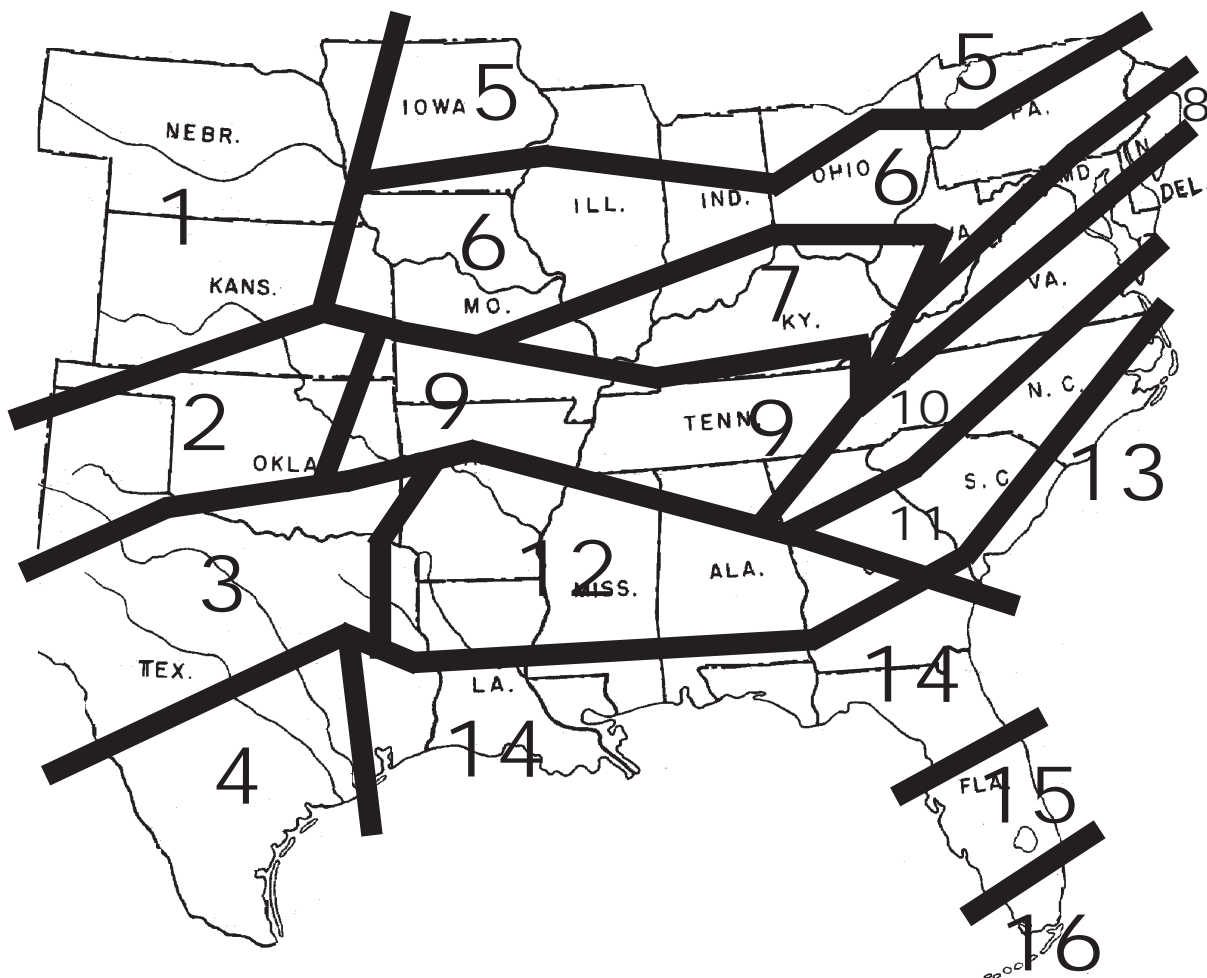 5
IOWA 5
PA.
8
NEBR.
OHIO 6
MD.
N.
DEL.
1
ILL.
IND.
6
VA.
KANS.
MO.
7
KY.
2
9
TENN.
9
10
N. C.
OKLA
S. C.
13
11
3
12
MISS.
ALA.
TEX.
LA.
14
14
4
FLA.
15
16